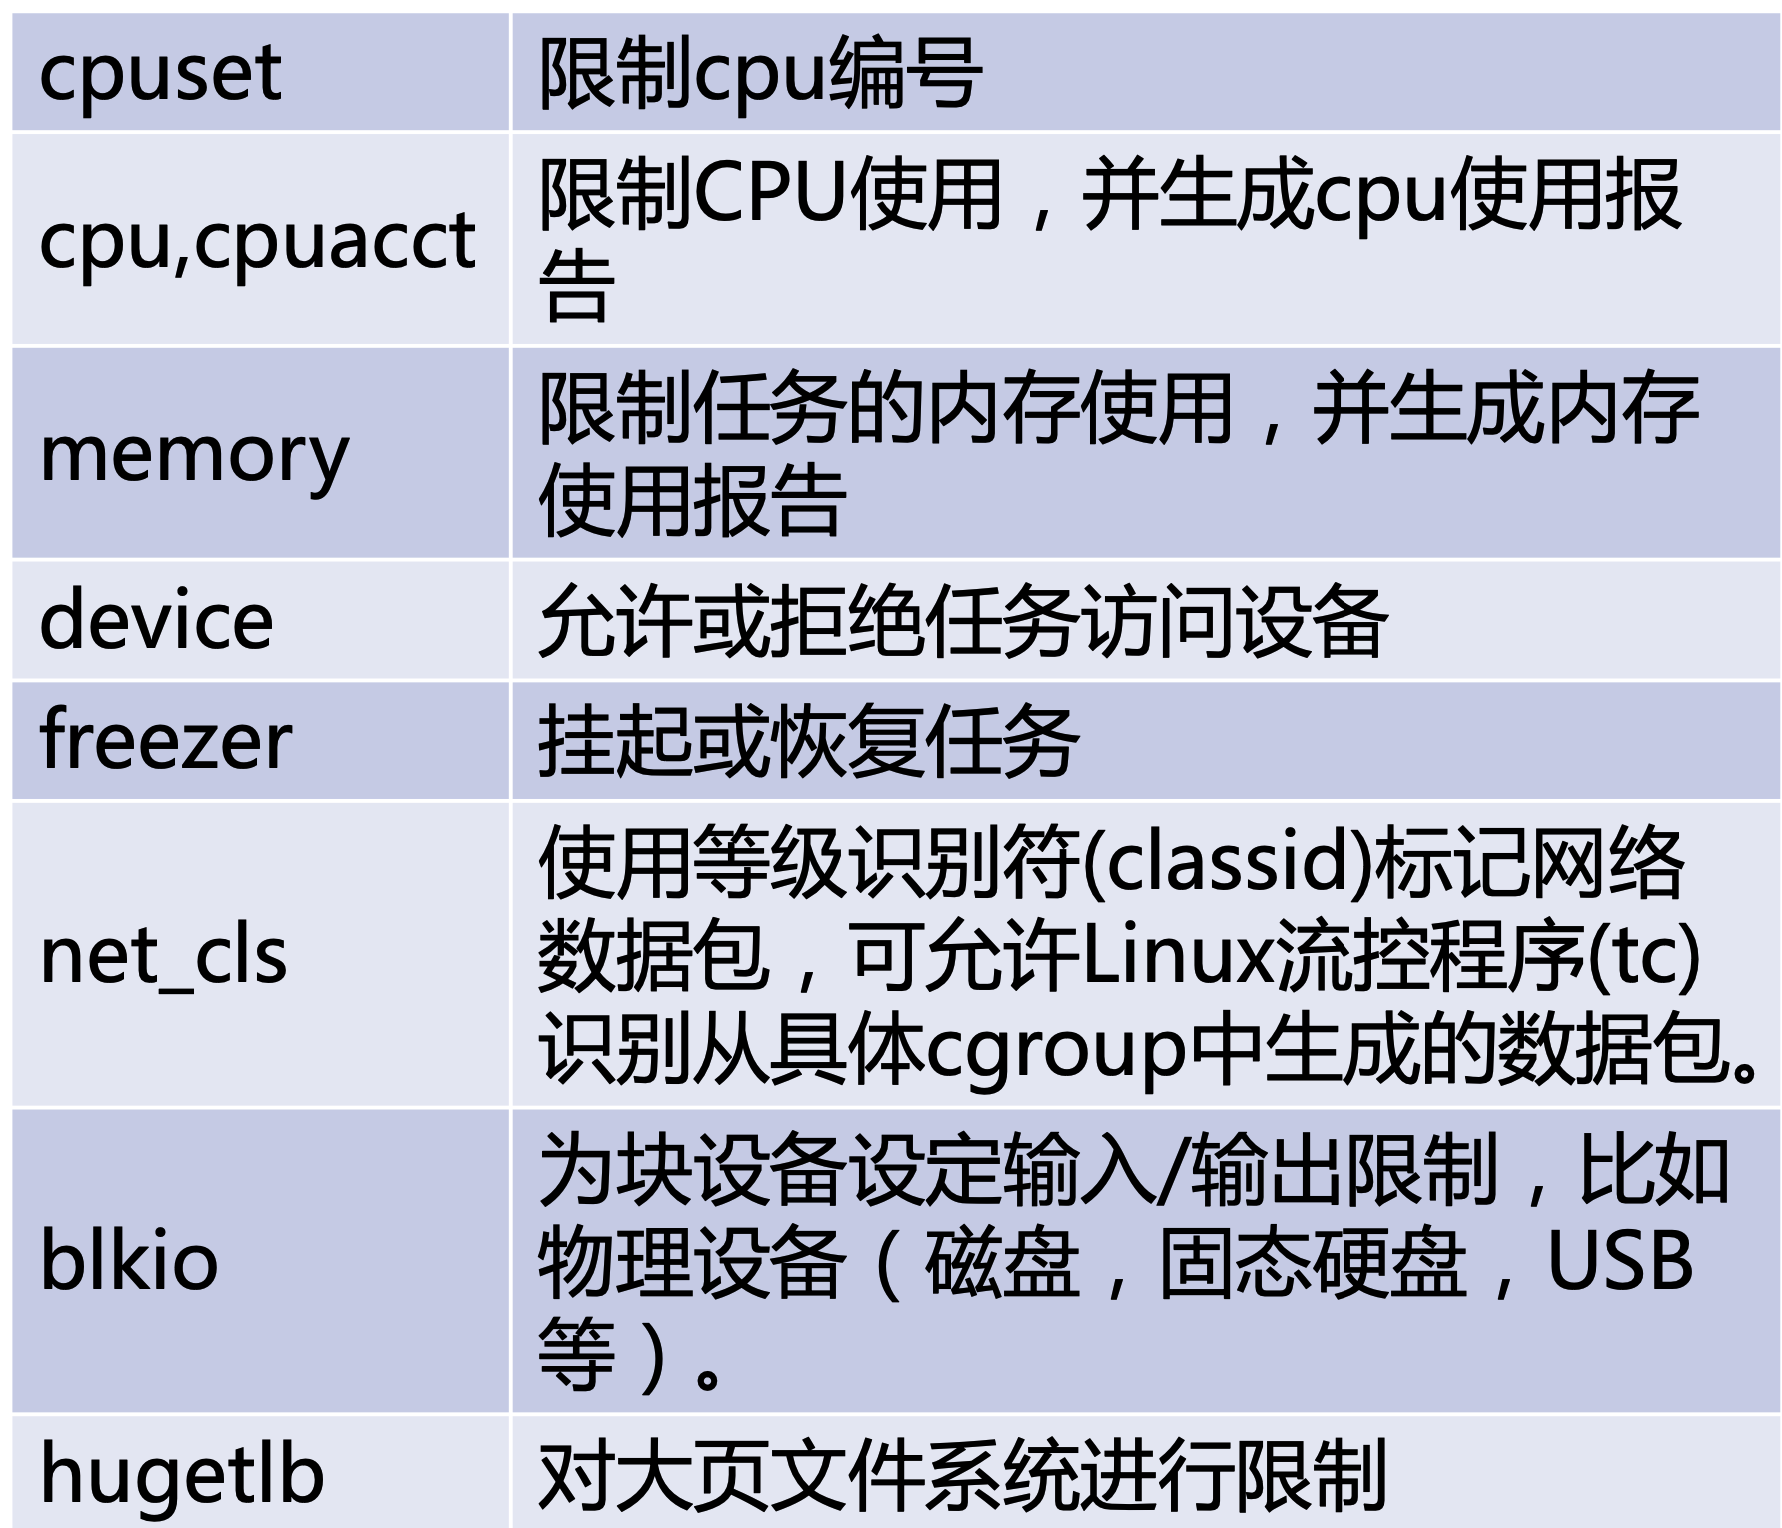 cpuset
限制cpu编号
cpu,cpuacct
限制CPU使用，并生成cpu使用报
告
memory
限制任务的内存使用，并生成内存
使用报告
device
允许或拒绝任务访问设备
freezer
挂起或恢复任务
net_cls
使用等级识别符(classid)标记网络
数据包，可允许Linux流控程序(tc)
识别从具体cgroup中生成的数据包。
blkio
为块设备设定输入/输出限制，比如
物理设备（磁盘，固态硬盘，USB
等）。
hugetlb
对大页文件系统进行限制